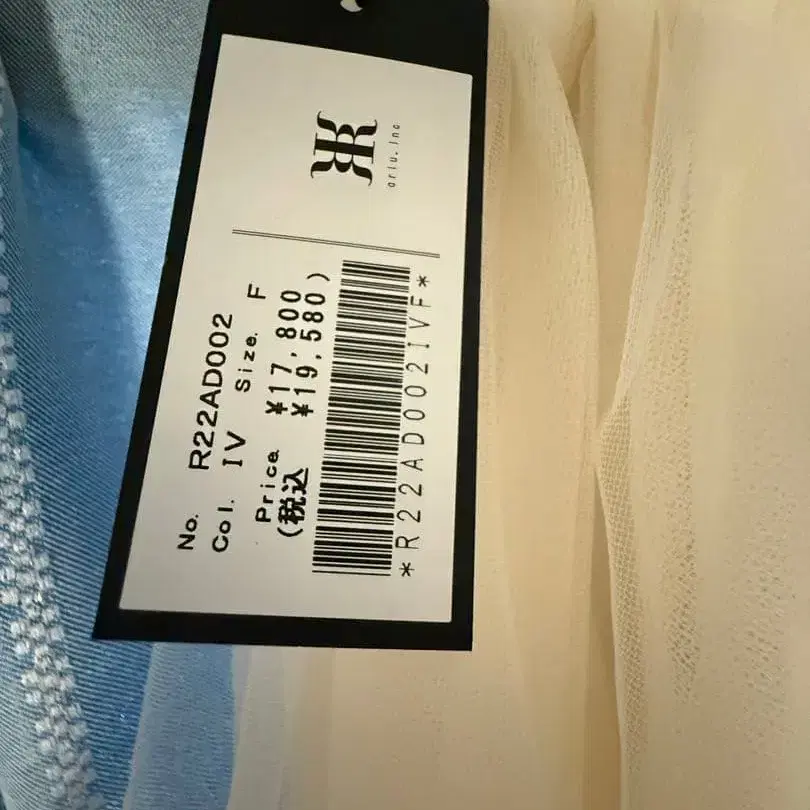 ariu.inc
No. R22AD002
Col. IV Size. F
Price ¥17,800
(税込 ¥19,580)
*R22AD002IVF*